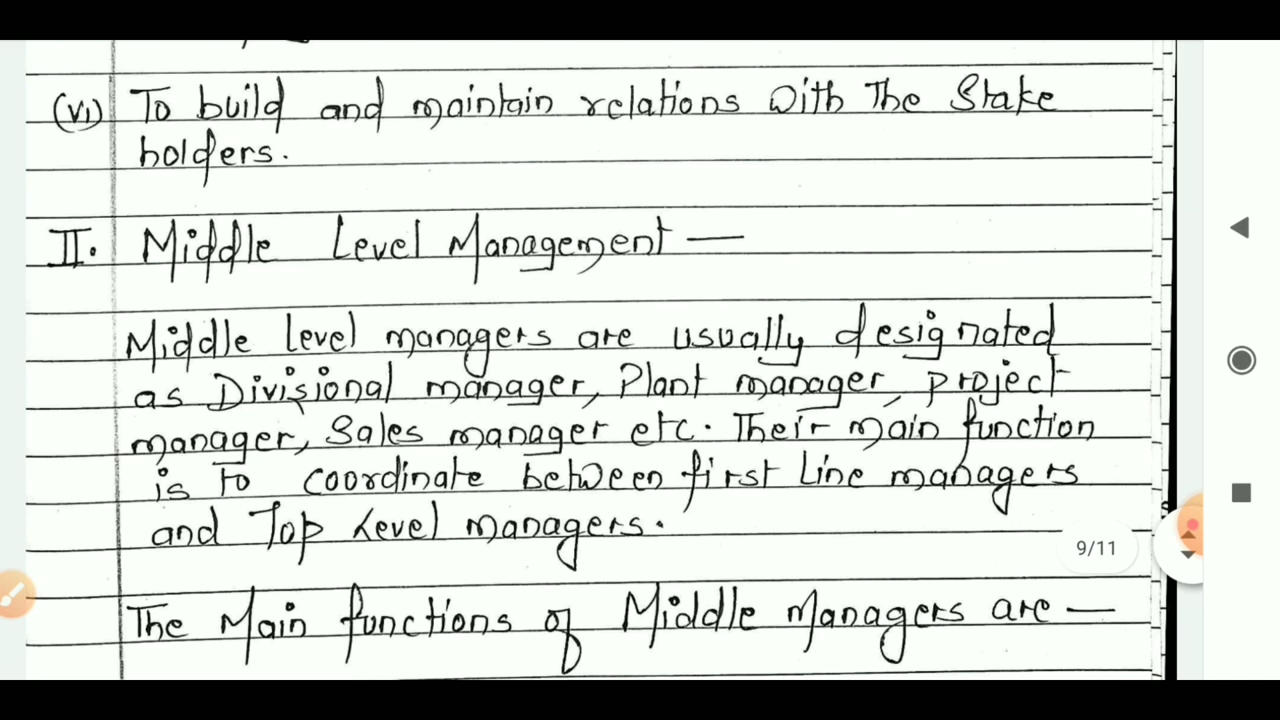 (vi) To build and maintain relations with The Stake
holders.
II. Middle Level Management —
Middle level managers are usually designated
as Divisional manager, Plant manager, project
manager, Sales manager etc. Their main function
is to coordinate between first Line managers
and Top Level managers.
9/11
The Main functions of Middle Managers are —